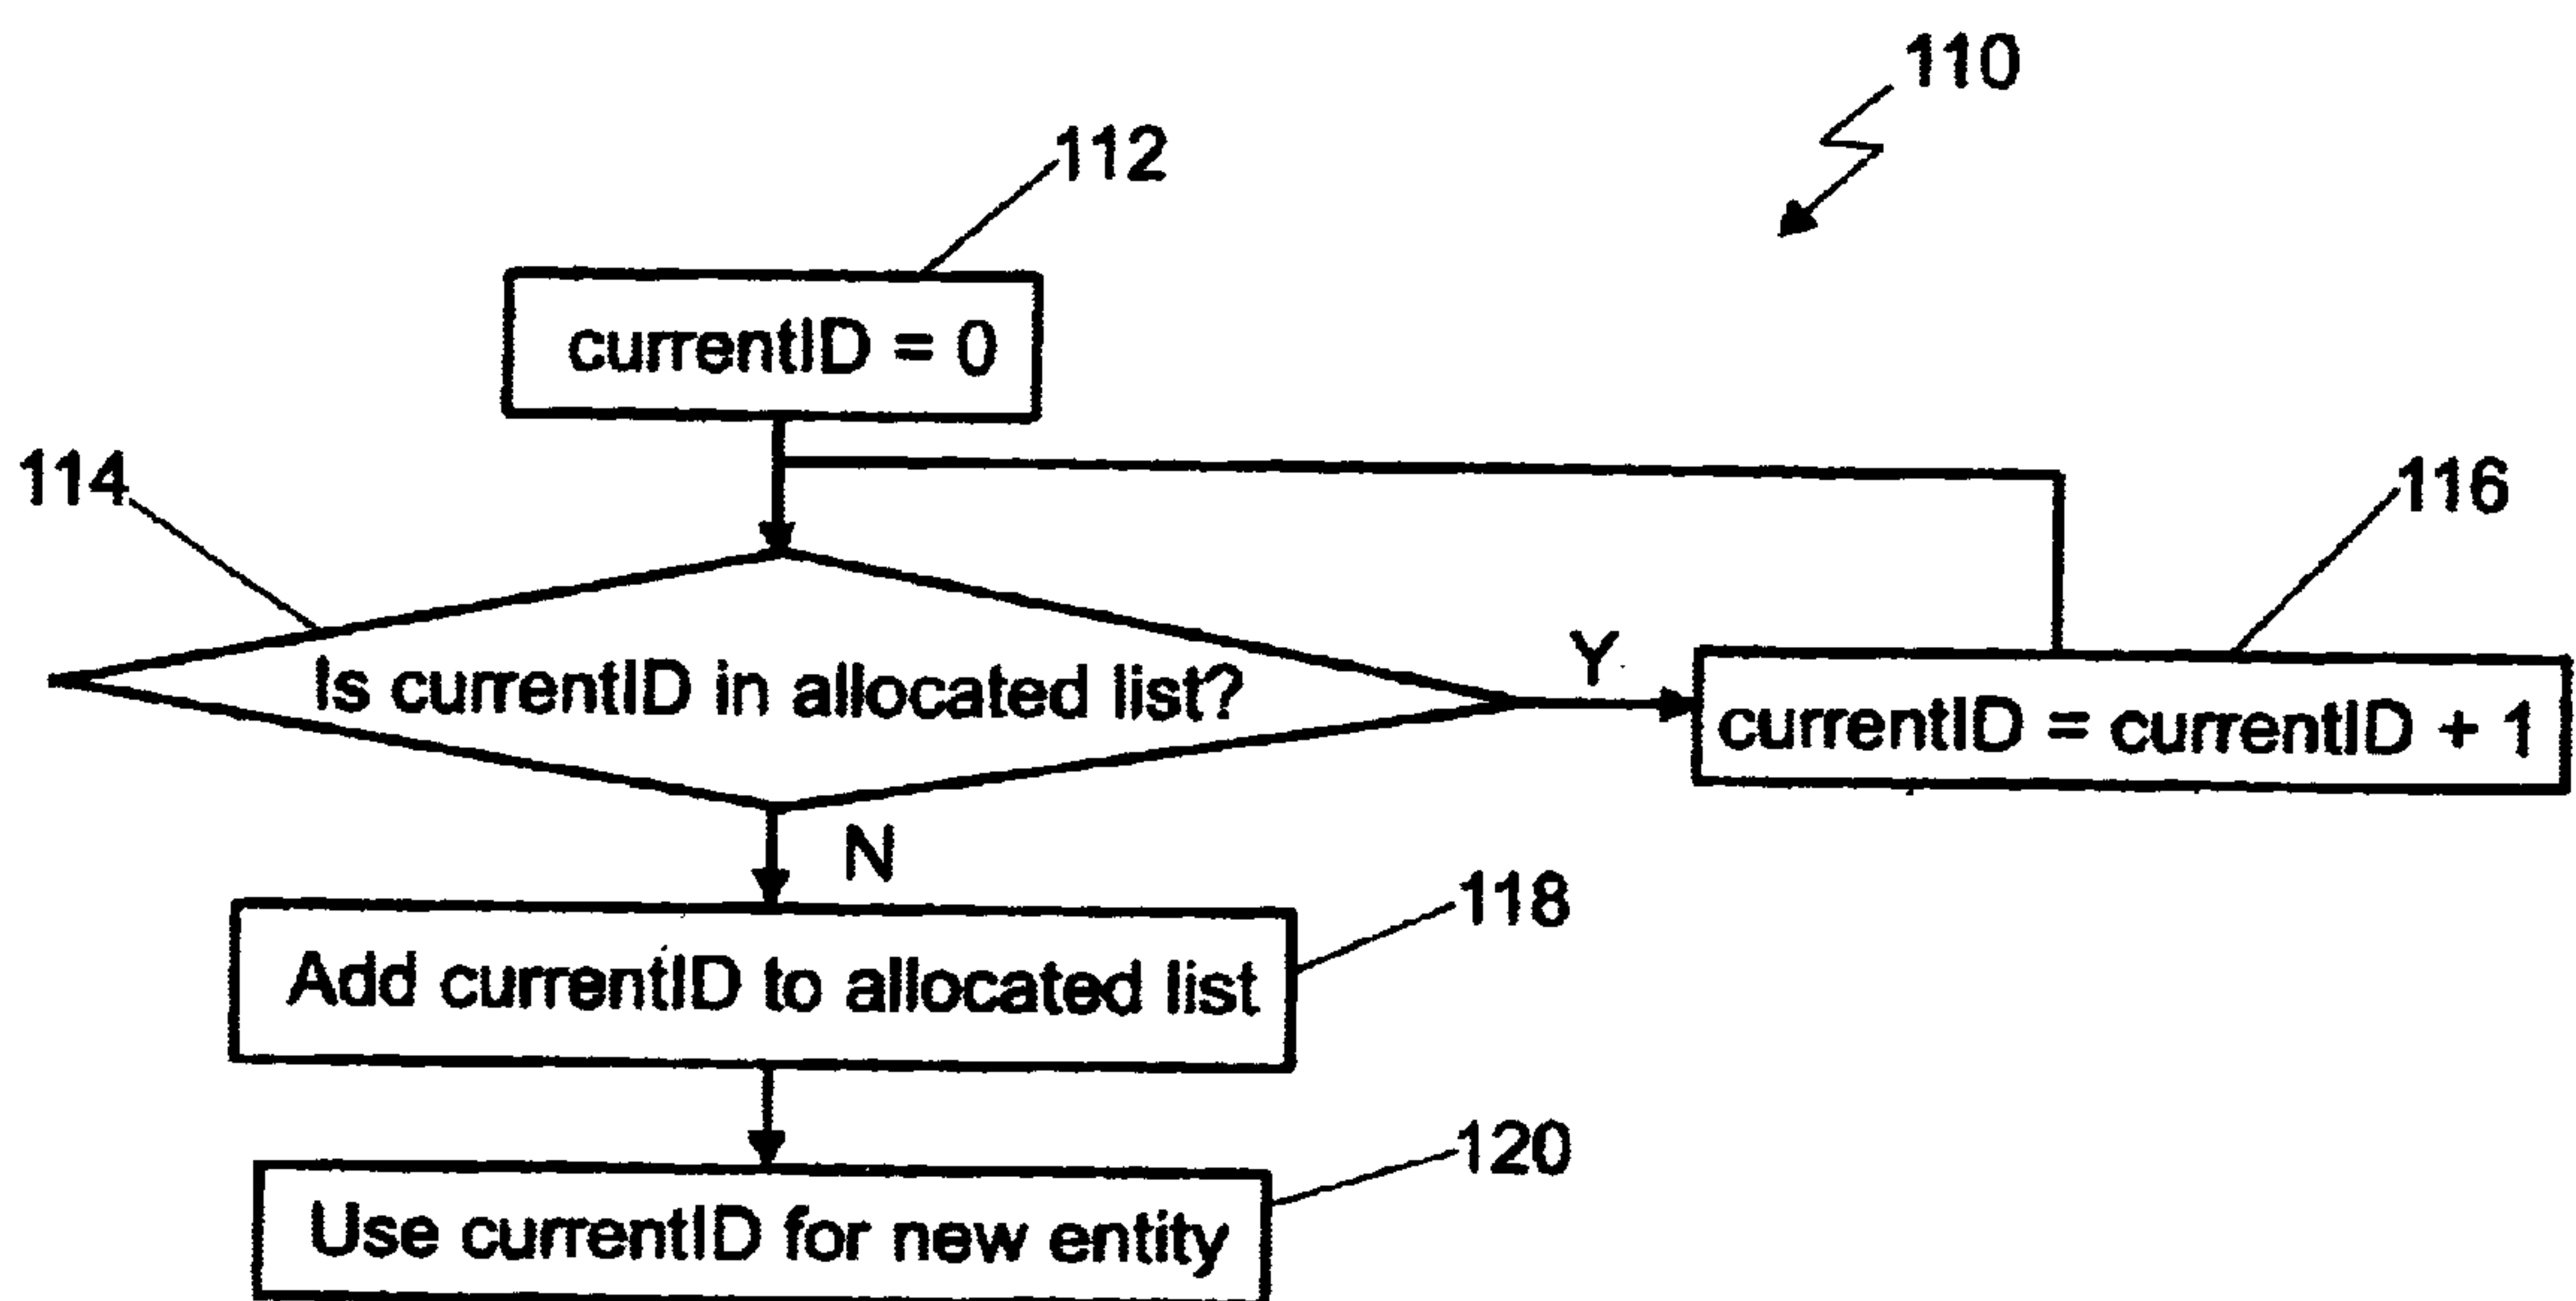 110
112
currentID = 0
114
116
Is currentID in allocated list?
Y
currentID = currentID + 1
N
118
Add currentID to allocated list
120
Use currentID for new entity